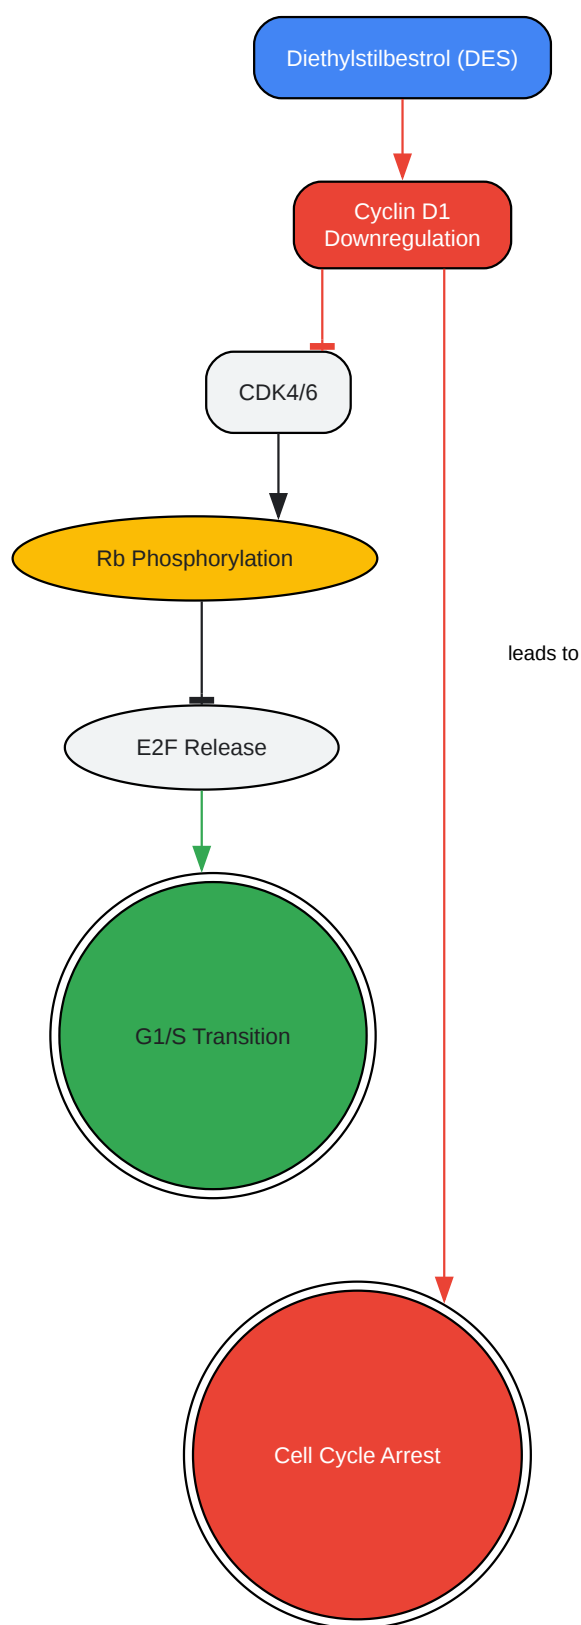 Diethylstilbestrol (DES)
Cyclin D1
Downregulation
CDK4/6
Rb Phosphorylation
leads to
E2F Release
G1/S Transition
Cell Cycle Arrest